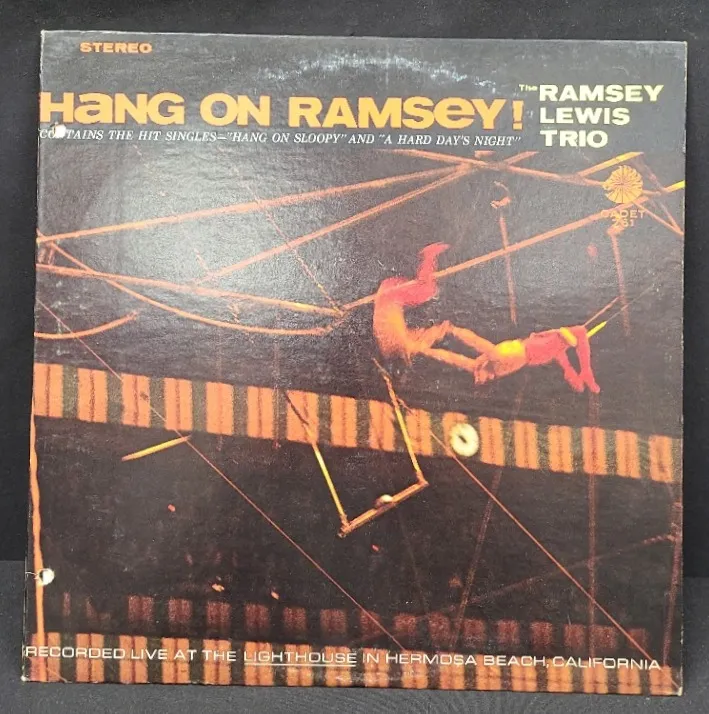 STEREO
HANG ON RAMSEY!
CONTAINS THE HIT SINGLES—"HANG ON SLOOPY" AND "A HARD DAY'S NIGHT"
The RAMSEY
LEWIS
TRIO
CADET
761
RECORDED LIVE AT THE LIGHTHOUSE IN HERMOSA BEACH, CALIFORNIA